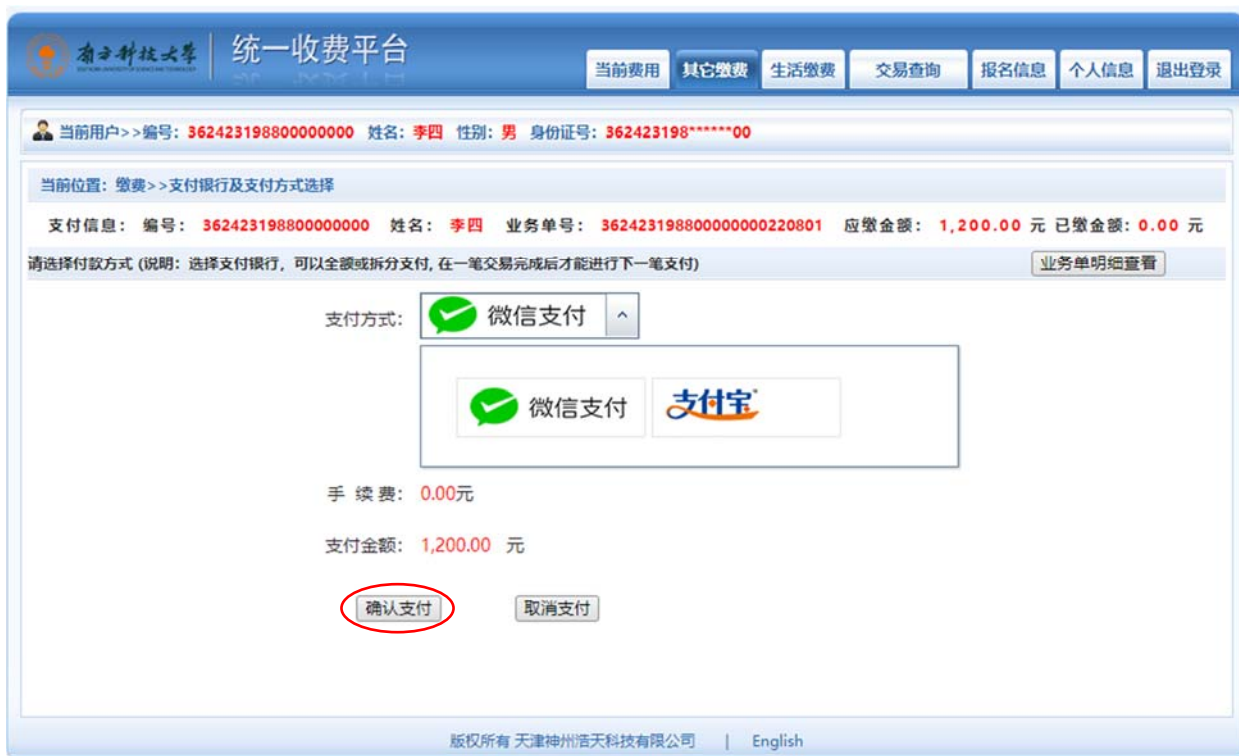 南方科技大学 统一收费平台
当前费用 其它缴费 生活缴费 交易查询 报名信息 个人信息 退出登录
当前用户>>编号：362423198800000000 姓名：李四 性别：男 身份证号：362423198******00
当前位置：缴费>>支付银行及支付方式选择
支付信息： 编号： 362423198800000000 姓名： 李四 业务单号： 362423198800000000220801 应缴金额： 1,200.00 元 已缴金额：0.00 元
请选择付款方式 (说明：选择支付银行，可以全额或拆分支付, 在一笔交易完成后才能进行下一笔支付) 业务单明细查看
支付方式： 微信支付
微信支付 支付宝
手 续 费： 0.00元
支付金额： 1,200.00 元
确认支付 取消支付
版权所有 天津神州浩天科技有限公司 | English